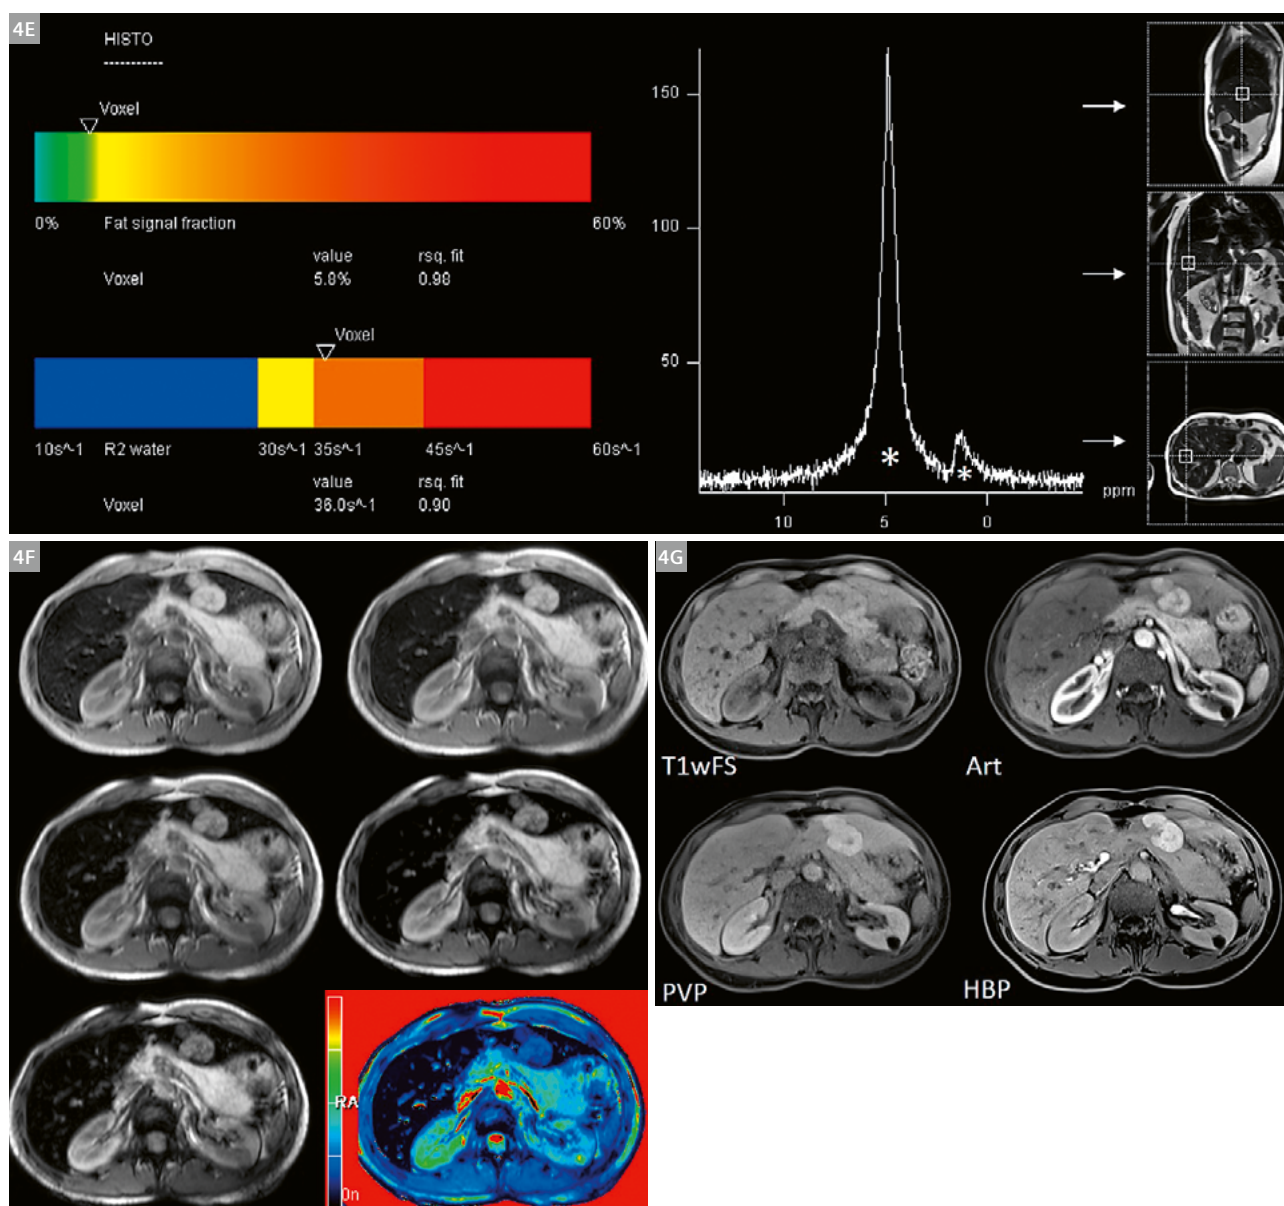 4E
HISTO
-----------
Voxel
0% Fat signal fraction 60%
value rsq. fit
Voxel 5.8% 0.98
Voxel
10s^-1 R2 water 30s^-1 35s^-1 45s^-1 60s^-1
value rsq. fit
Voxel 36.0s^-1 0.90
150
100
50
* *
ppm
10 5 0
4F
RA
0n
4G
T1wFS Art
PVP HBP